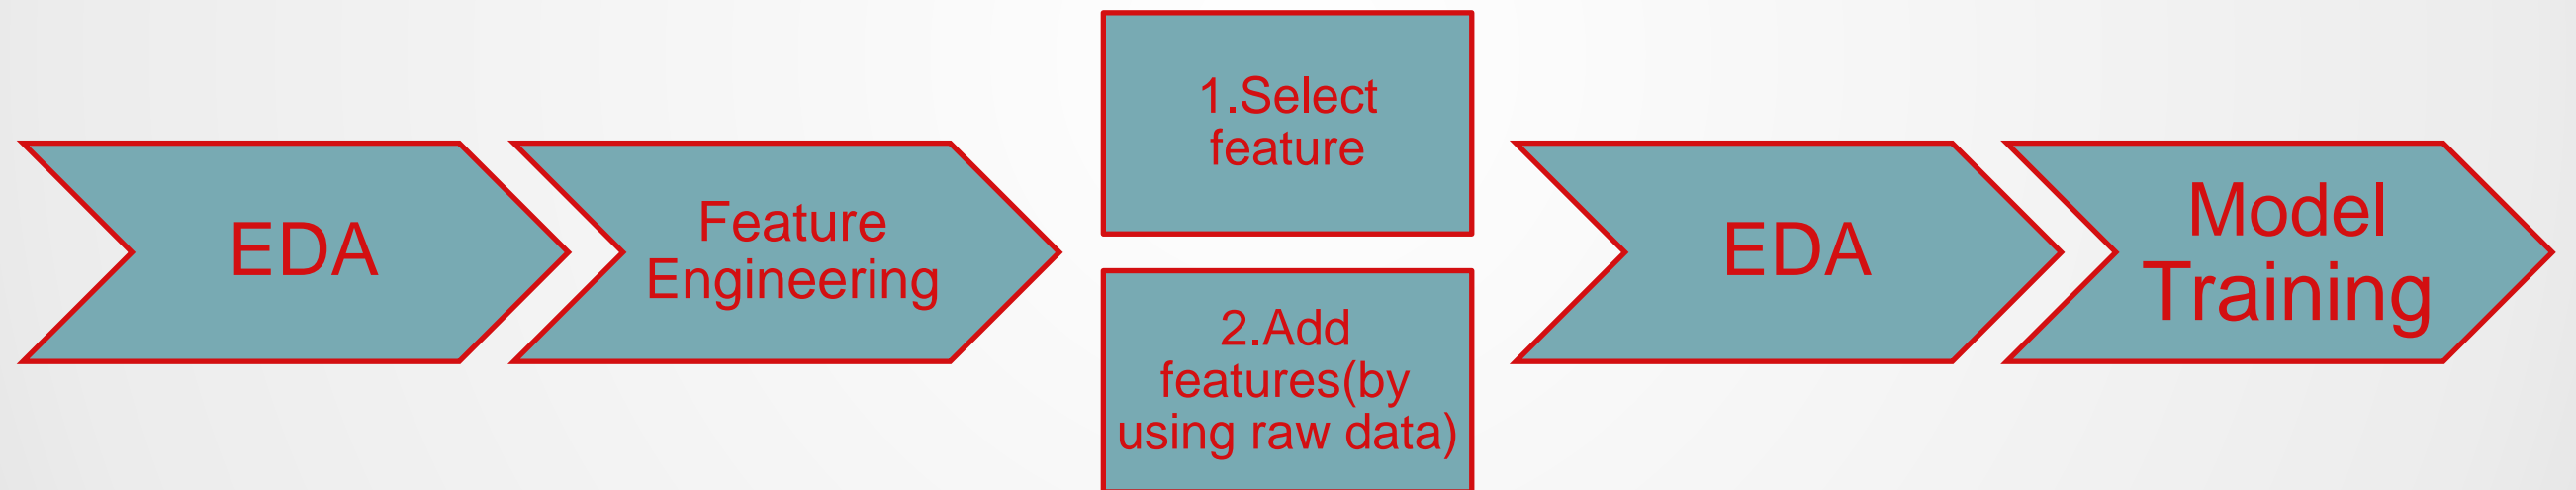 EDA
Feature
Engineering
1.Select
feature
2.Add
features(by
using raw data)
EDA
Model
Training